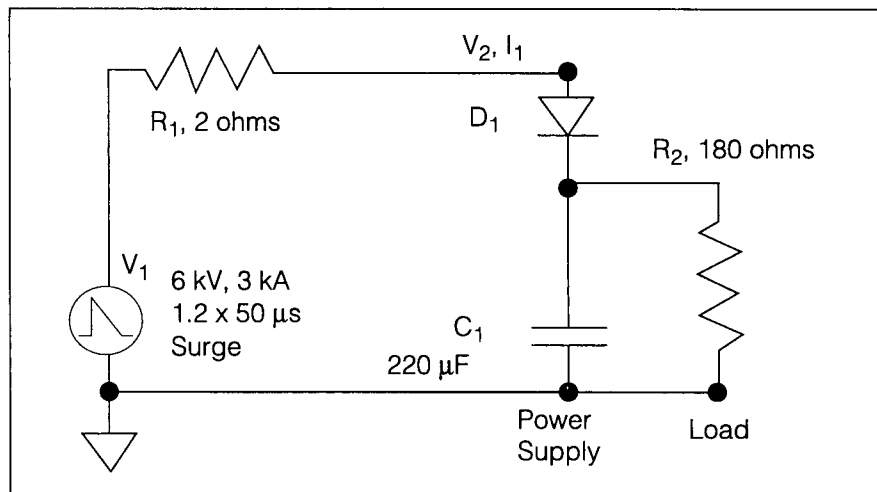 V₂, I₁
R₁, 2 ohms
D₁
R₂, 180 ohms
V₁
6 kV, 3 kA
1.2 x 50 μs
Surge
C₁
220 μF
Power
Supply
Load